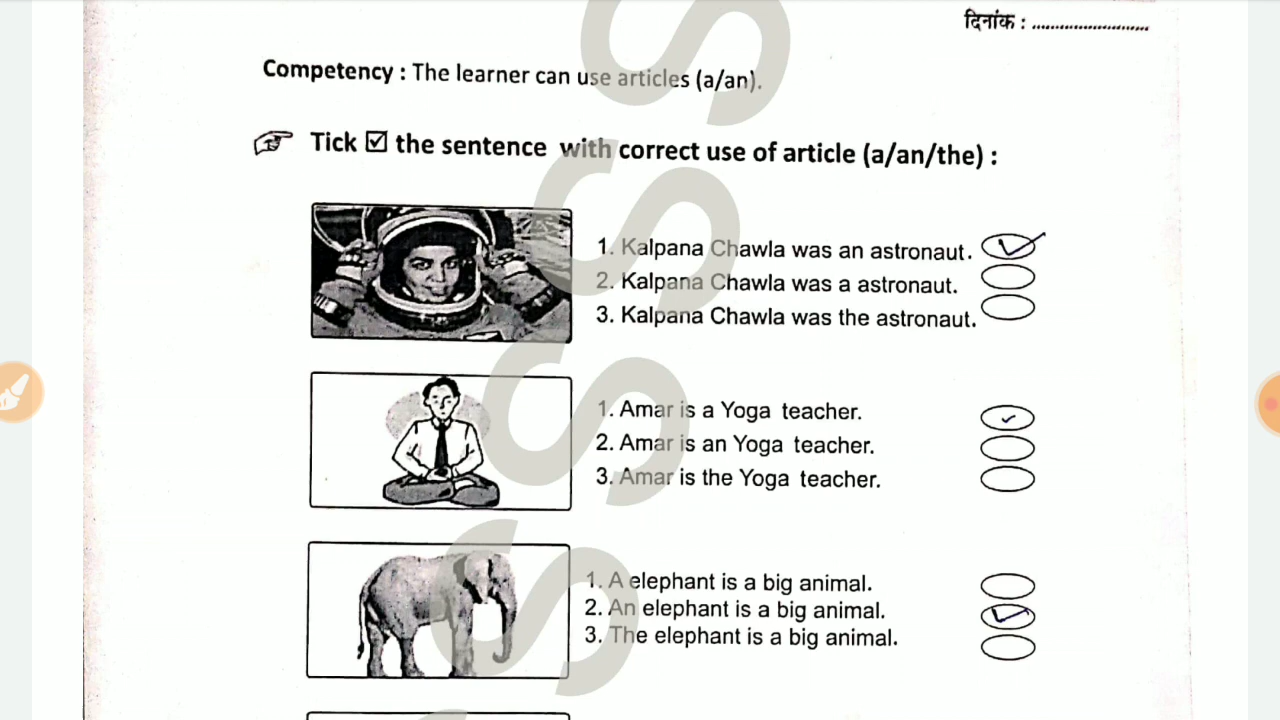 दिनांक : ........................
Competency : The learner can use articles (a/an).
Tick ☑ the sentence with correct use of article (a/an/the) :
1. Kalpana Chawla was an astronaut.
2. Kalpana Chawla was a astronaut.
3. Kalpana Chawla was the astronaut.
1. Amar is a Yoga teacher.
2. Amar is an Yoga teacher.
3. Amar is the Yoga teacher.
1. A elephant is a big animal.
2. An elephant is a big animal.
3. The elephant is a big animal.